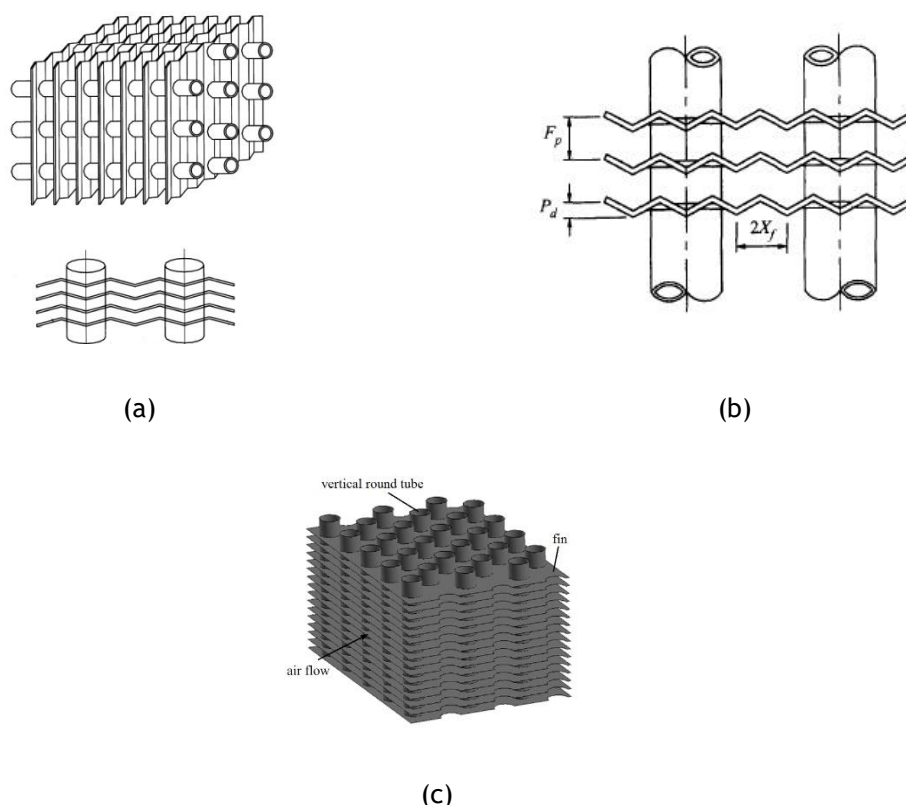 F_p
P_d
2X_f
(a)
(b)
vertical round tube
fin
air flow
(c)